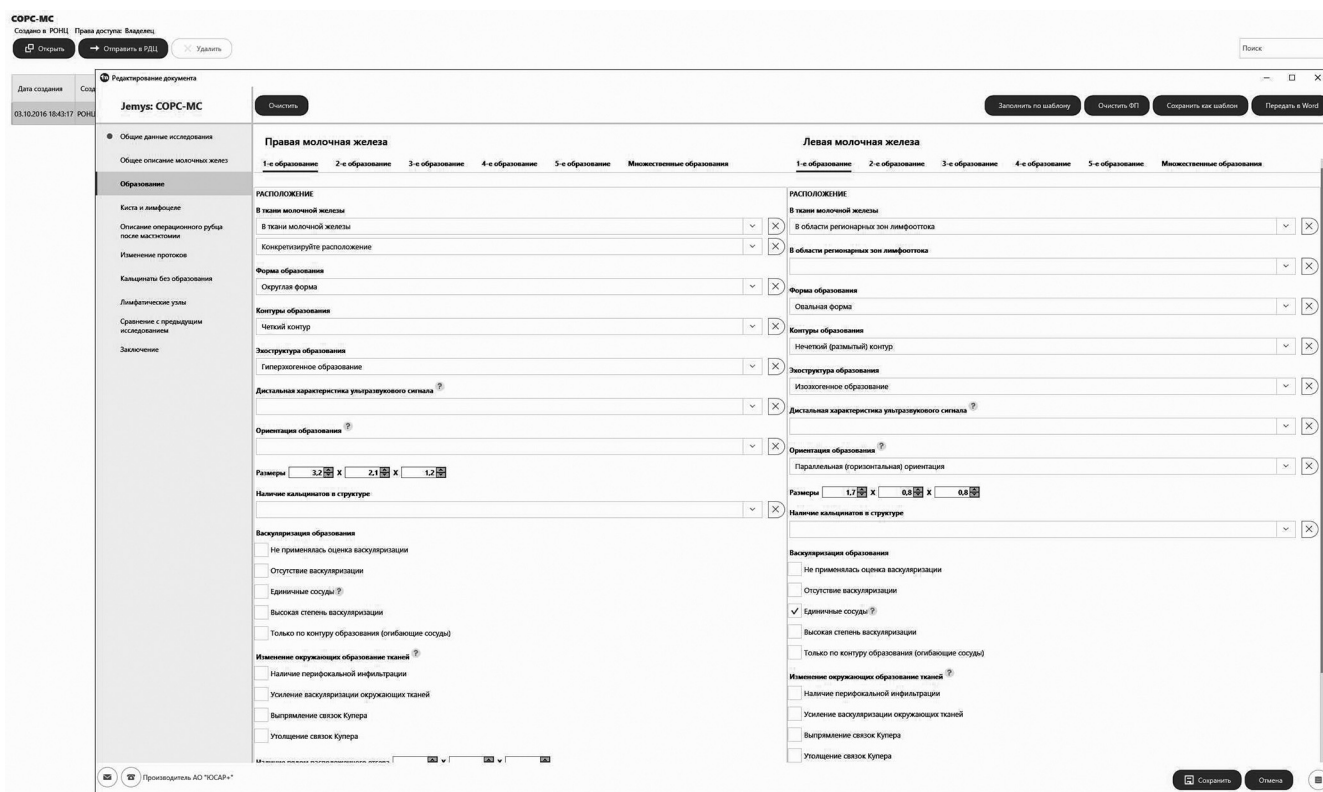 СОРС-МС
Создано в РОНЦ Права доступа: Владелец
Открыть
Отправить в РДЦ
Удалить
Поиск
Дата создания
Созд
03.10.2016 18:43:17 РОНЦ
Редактирование документа
Jemys: СОРС-МС
Очистить
Заполнить по шаблону
Очистить ФП
Сохранить как шаблон
Передать в Word
Общие данные исследования
Общее описание молочных желез
Образование
Киста и лимфоцеле
Описание операционного рубца
после мастэктомии
Изменение протоков
Кальцинаты без образования
Лимфатические узлы
Сравнение с предыдущим
исследованием
Заключение
Правая молочная железа
1-е образование 2-е образование 3-е образование 4-е образование 5-е образование Множественные образования
РАСПОЛОЖЕНИЕ
В ткани молочной железы
В ткани молочной железы
Конкретизируйте расположение
Форма образования
Округлая форма
Контуры образования
Четкий контур
Эхоструктура образования
Гиперэхогенное образование
Дистальная характеристика ультразвукового сигнала ?
Ориентация образования ?
Размеры 3,2 X 2,1 X 1,2
Наличие кальцинатов в структуре
Васкуляризация образования
Не применялась оценка васкуляризации
Отсутствие васкуляризации
Единичные сосуды ?
Высокая степень васкуляризации
Только по контуру образования (огибающие сосуды)
Изменение окружающих образование тканей ?
Наличие перифокальной инфильтрации
Усиление васкуляризации окружающих тканей
Выпрямление связок Купера
Утолщение связок Купера
Левая молочная железа
1-е образование 2-е образование 3-е образование 4-е образование 5-е образование Множественные образования
РАСПОЛОЖЕНИЕ
В ткани молочной железы
В области регионарных зон лимфооттока
В области регионарных зон лимфооттока
Форма образования
Овальная форма
Контуры образования
Нечеткий (размытый) контур
Эхоструктура образования
Изоэхогенное образование
Дистальная характеристика ультразвукового сигнала ?
Ориентация образования ?
Параллельная (горизонтальная) ориентация
Размеры 1,7 X 0,8 X 0,8
Наличие кальцинатов в структуре
Васкуляризация образования
Не применялась оценка васкуляризации
Отсутствие васкуляризации
Единичные сосуды ?
Высокая степень васкуляризации
Только по контуру образования (огибающие сосуды)
Изменение окружающих образование тканей ?
Наличие перифокальной инфильтрации
Усиление васкуляризации окружающих тканей
Выпрямление связок Купера
Утолщение связок Купера
Производитель АО "ЮСАР+"
Сохранить
Отмена